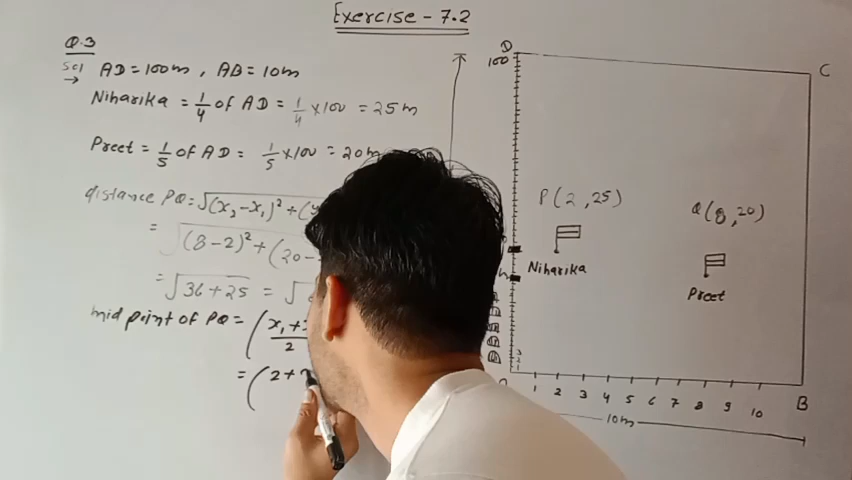 Exercise - 7.2
Q.3
Sol → AD = 100m , AB = 10m
Niharika = 1/4 of AD = 1/4 × 100 = 25 m
Preet = 1/5 of AD = 1/5 × 100 = 20m
distance PQ = √(x₂ - x₁)² + (y
= √(8 - 2)² + (20 -
= √36 + 25 = √
mid point of PQ = (x₁ +
2
= (2 +
D
100
C
P(2, 25)
Q(8, 20)
Niharika
Preet
3
2
1
1 2 3 4 5 6 7 8 9 10 B
10m